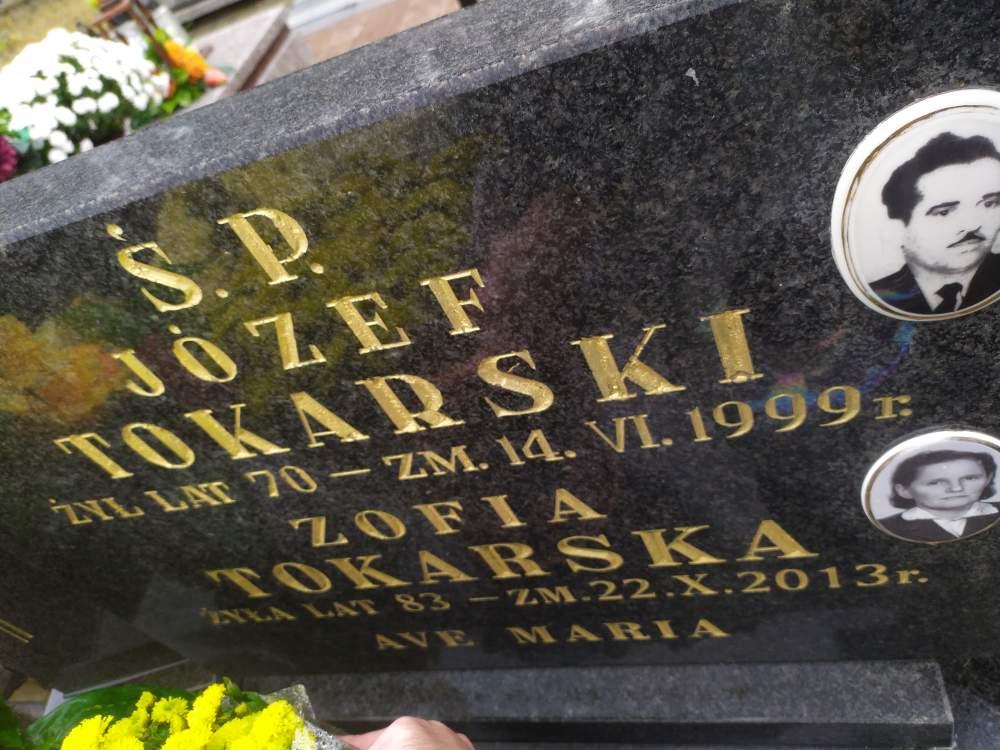 Ś. P.
JÓZEF
TOKARSKI
ŻYŁ LAT 70 – ZM. 14. VI. 1999 r.
ZOFIA
TOKARSKA
ŻYŁA LAT 83 – ZM. 22. X. 2013 r.
AVE MARIA